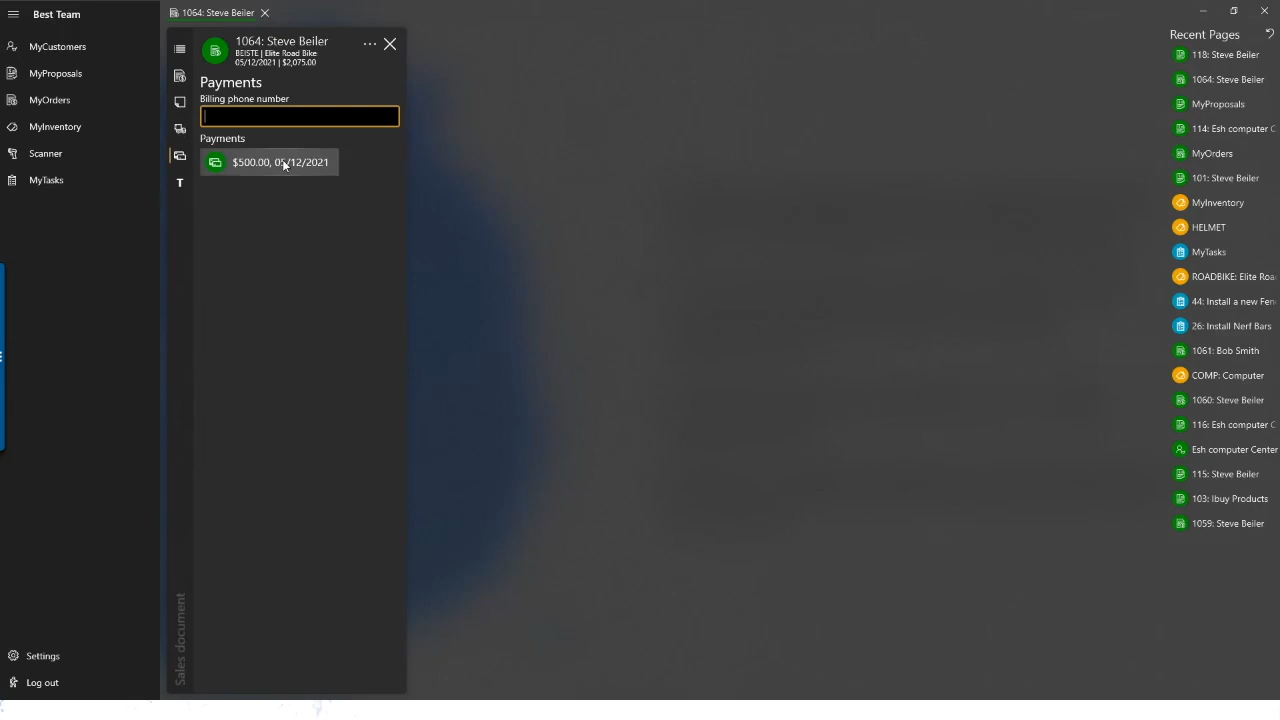 Best Team
MyCustomers
MyProposals
MyOrders
MyInventory
Scanner
MyTasks
Settings
Log out
1064: Steve Beiler
1064: Steve Beiler
BEISTE | Elite Road Bike
05/12/2021 | $2,075.00
Payments
Billing phone number
Payments
$500.00, 05/12/2021
T
Sales document
Recent Pages
118: Steve Beiler
1064: Steve Beiler
MyProposals
114: Esh computer C
MyOrders
101: Steve Beiler
MyInventory
HELMET
MyTasks
ROADBIKE: Elite Roa
44: Install a new Fen
26: Install Nerf Bars
1061: Bob Smith
COMP: Computer
1060: Steve Beiler
116: Esh computer C
Esh computer Center
115: Steve Beiler
103: Ibuy Products
1059: Steve Beiler